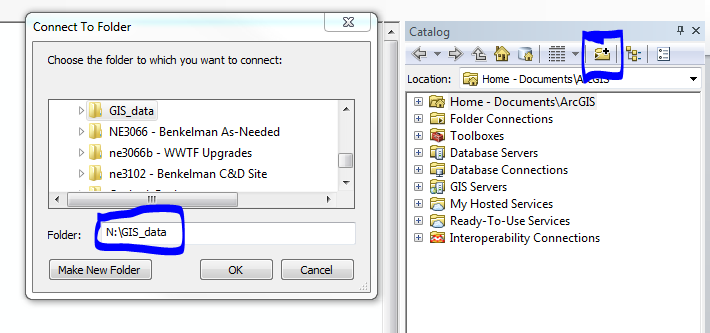 Connect To Folder
Choose the folder to which you want to connect:
GIS_data
NE3066 - Benkelman As-Needed
ne3066b - WWTF Upgrades
ne3102 - Benkelman C&D Site
Folder: N:\GIS_data
Make New Folder OK Cancel
Catalog
Location: Home - Documents\ArcGIS
Home - Documents\ArcGIS
Folder Connections
Toolboxes
Database Servers
Database Connections
GIS Servers
My Hosted Services
Ready-To-Use Services
Interoperability Connections